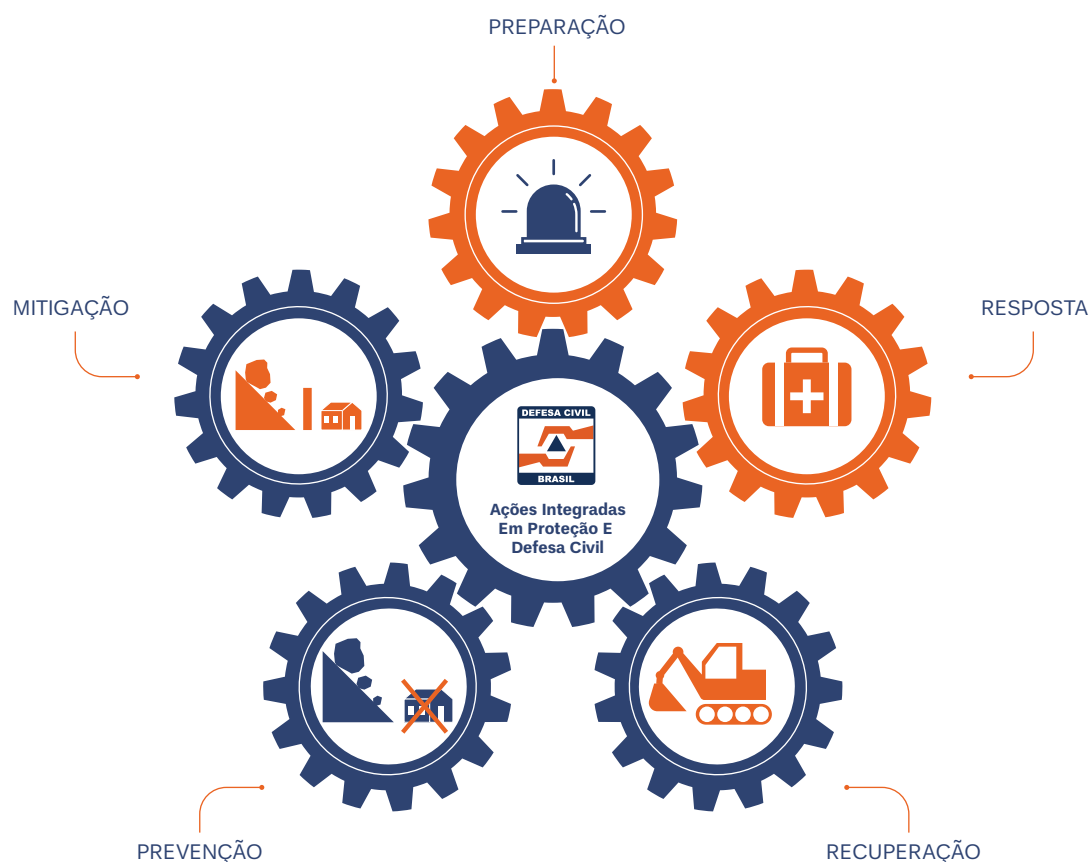 PREPARAÇÃO
MITIGAÇÃO
RESPOSTA
DEFESA CIVIL
BRASIL
Ações Integradas
Em Proteção E
Defesa Civil
PREVENÇÃO
RECUPERAÇÃO